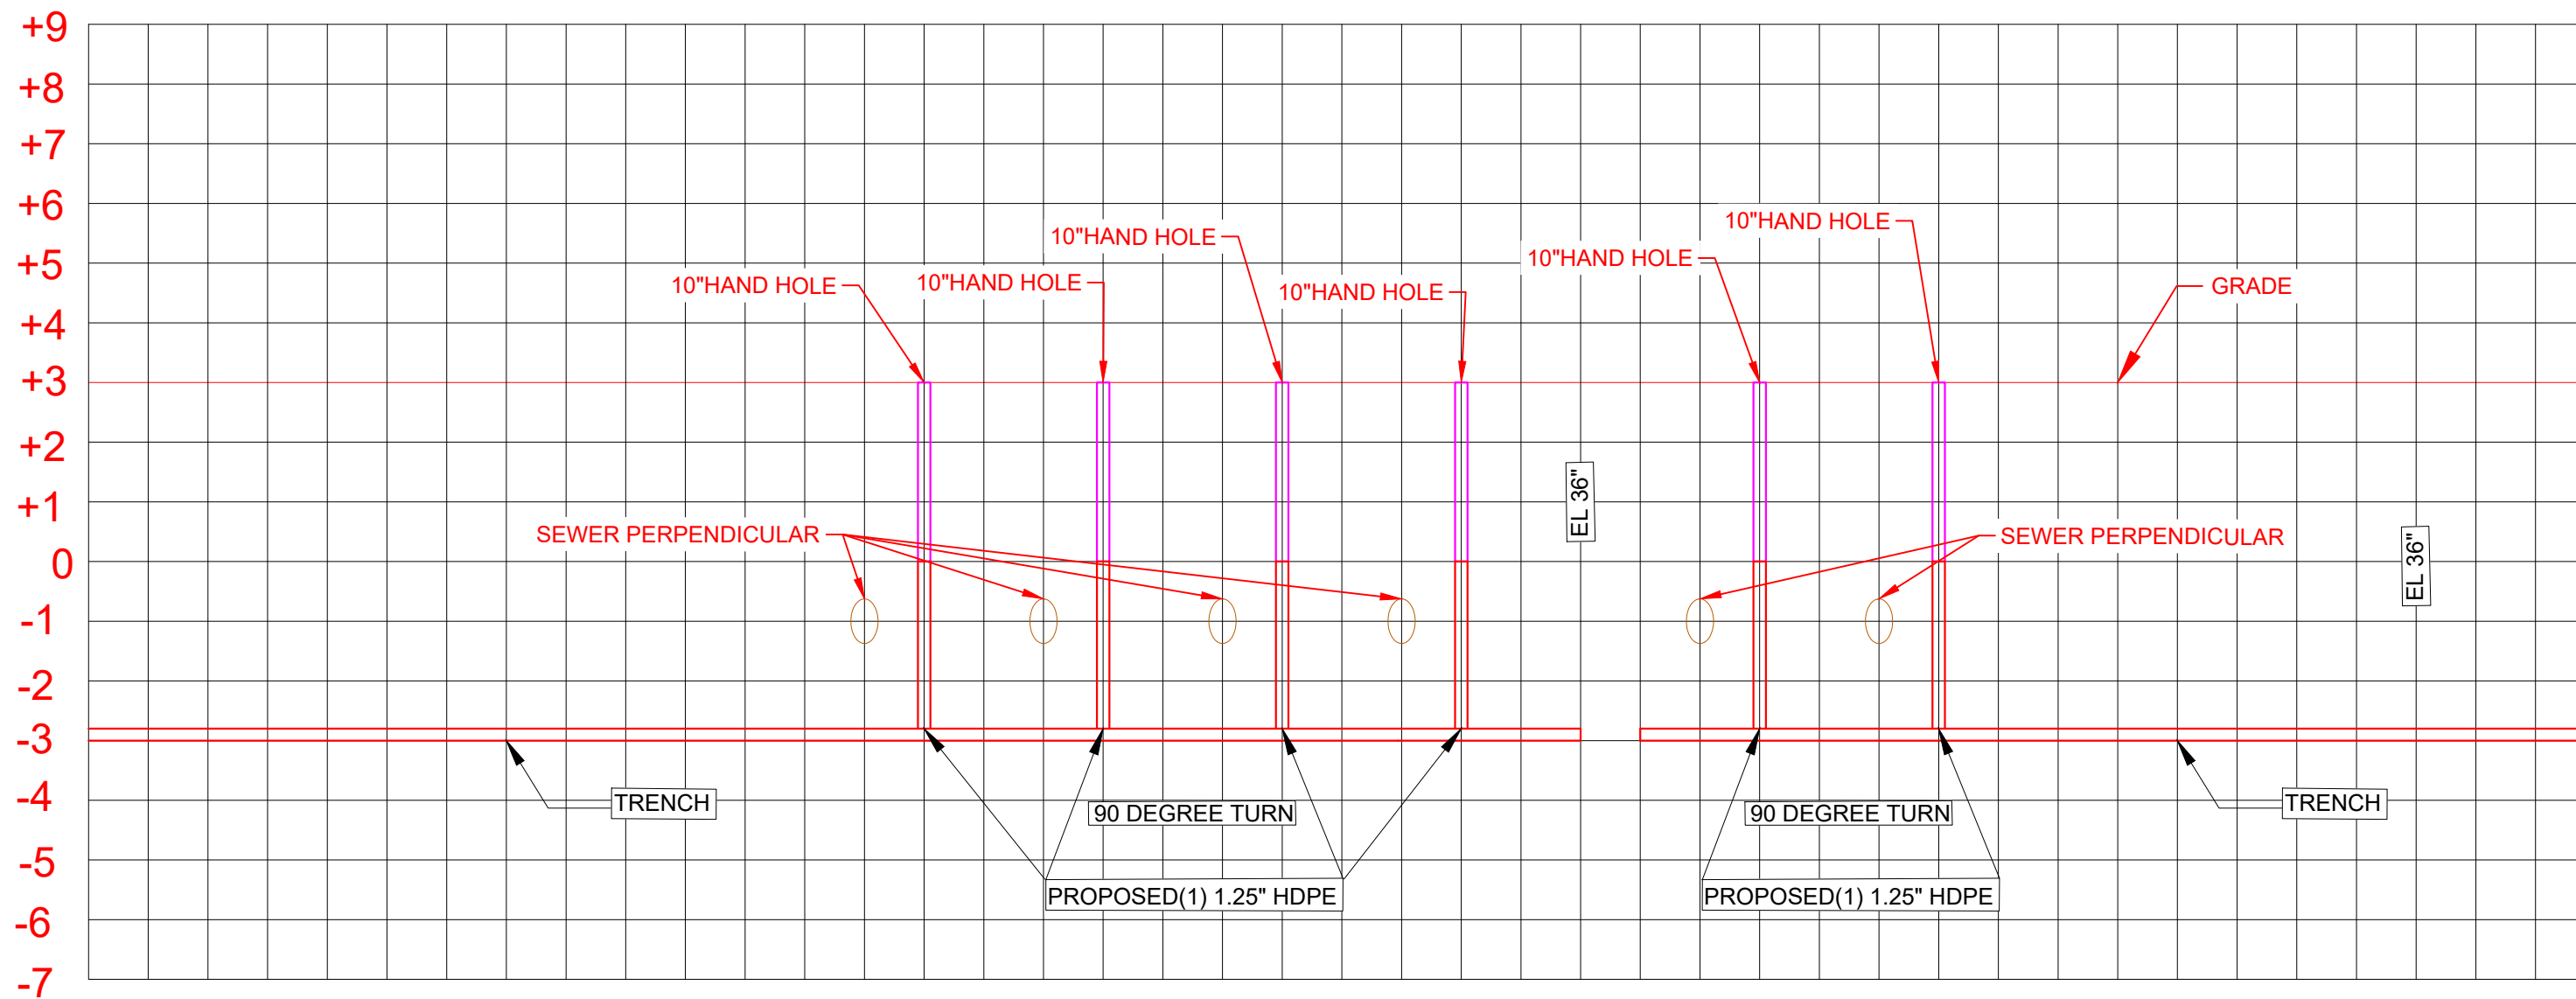 +9
+8
+7
+6
+5
+4
+3
+2
+1
0
-1
-2
-3
-4
-5
-6
-7
10"HAND HOLE
10"HAND HOLE
10"HAND HOLE
10"HAND HOLE
10"HAND HOLE
10"HAND HOLE
GRADE
EL 36"
EL 36"
SEWER PERPENDICULAR
SEWER PERPENDICULAR
TRENCH
90 DEGREE TURN
90 DEGREE TURN
TRENCH
PROPOSED(1) 1.25" HDPE
PROPOSED(1) 1.25" HDPE